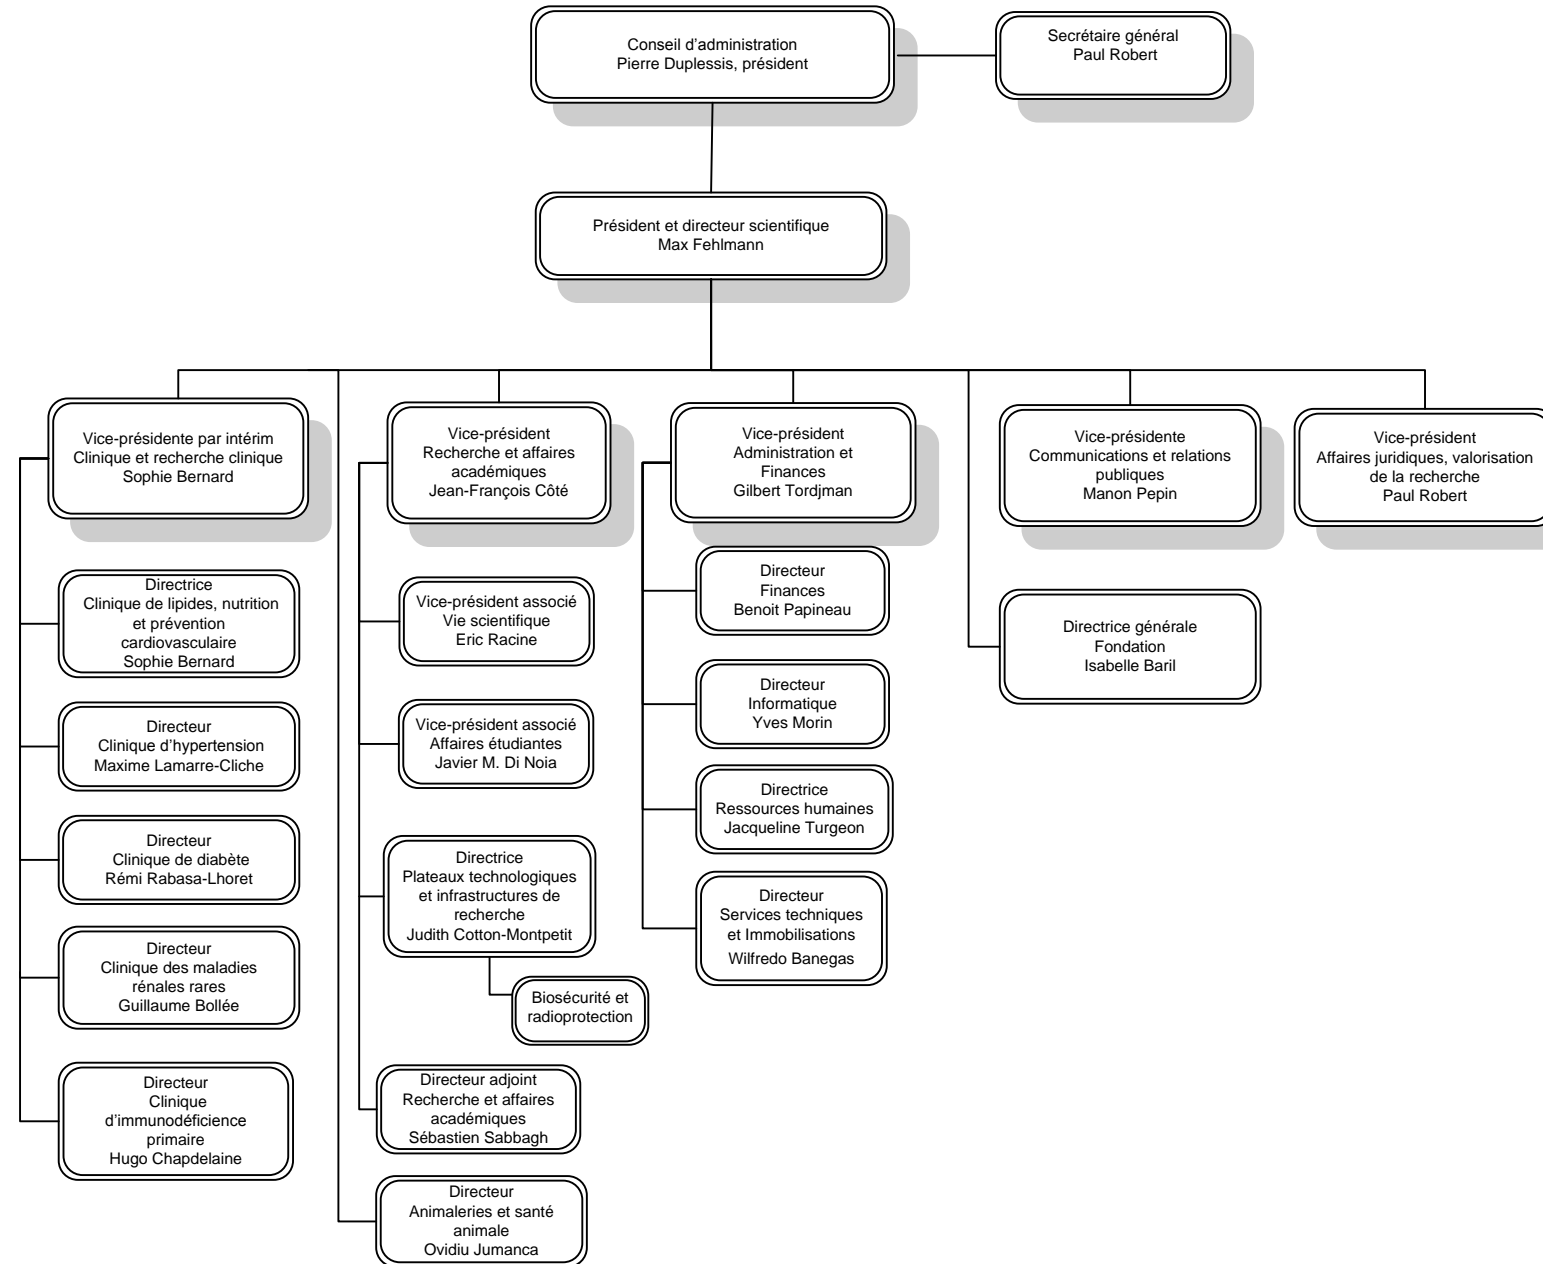 Conseil d'administration
Pierre Duplessis, président
Secrétaire général
Paul Robert
Président et directeur scientifique
Max Fehlmann
Vice-présidente par intérim
Clinique et recherche clinique
Sophie Bernard
Vice-président
Recherche et affaires
académiques
Jean-François Côté
Vice-président
Administration et
Finances
Gilbert Tordjman
Vice-présidente
Communications et relations
publiques
Manon Pepin
Vice-président
Affaires juridiques, valorisation
de la recherche
Paul Robert
Directrice
Clinique de lipides, nutrition
et prévention
cardiovasculaire
Sophie Bernard
Directeur
Clinique d'hypertension
Maxime Lamarre-Cliche
Directeur
Clinique de diabète
Rémi Rabasa-Lhoret
Directeur
Clinique des maladies
rénales rares
Guillaume Bollée
Directeur
Clinique
d'immunodéficience
primaire
Hugo Chapdelaine
Vice-président associé
Vie scientifique
Eric Racine
Vice-président associé
Affaires étudiantes
Javier M. Di Noia
Directrice
Plateaux technologiques
et infrastructures de
recherche
Judith Cotton-Montpetit
Biosécurité et
radioprotection
Directeur adjoint
Recherche et affaires
académiques
Sébastien Sabbagh
Directeur
Animaleries et santé
animale
Ovidiu Jumanca
Directeur
Finances
Benoit Papineau
Directeur
Informatique
Yves Morin
Directrice
Ressources humaines
Jacqueline Turgeon
Directeur
Services techniques
et Immobilisations
Wilfredo Banegas
Directrice générale
Fondation
Isabelle Baril